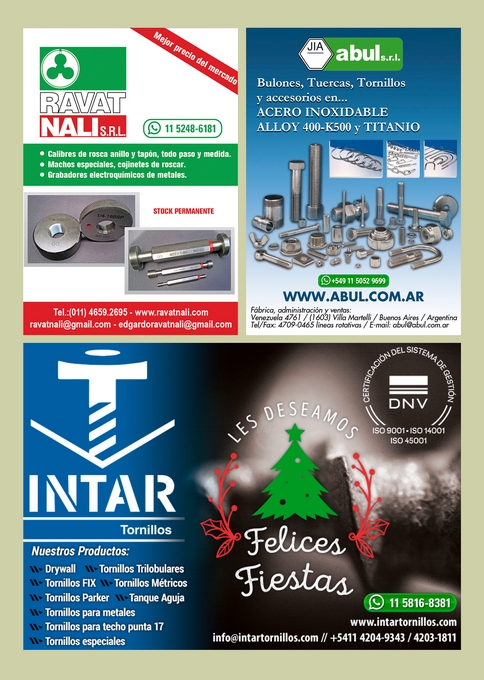 Mejor precio del mercado
RAVAT
NALI S.R.L.
11 5248-6181
• Calibres de rosca anillo y tapón, todo paso y medida.
• Machos especiales, cojinetes de roscar.
• Grabadores electroquímicos de metales.
STOCK PERMANENTE
Tel.:(011) 4659.2695 - www.ravatnali.com
ravatnali@gmail.com - edgardoravatnali@gmail.com
JIA
abul s.r.l.
Bulones, Tuercas, Tornillos
y accesorios en...
ACERO INOXIDABLE
ALLOY 400-K500 y TITANIO
+549 11 5052 9699
WWW.ABUL.COM.AR
Fábrica, administración y ventas:
Venezuela 4761 / (1603) Villa Martelli / Buenos Aires / Argentina
Tel/Fax: 4709-0465 líneas rotativas / E-mail: abul@abul.com.ar
INTAR
Tornillos
Nuestros Productos:
Drywall Tornillos Trilobulares
Tornillos FIX Tornillos Métricos
Tornillos Parker Tanque Aguja
Tornillos para metales
Tornillos para techo punta 17
Tornillos especiales
CERTIFICACIÓN DEL SISTEMA DE GESTIÓN
DNV
ISO 9001 • ISO 14001
ISO 45001
LES DESEAMOS
Felices
Fiestas
11 5816-8381
www.intartornillos.com
info@intartornillos.com // +5411 4204-9343 / 4203-1811